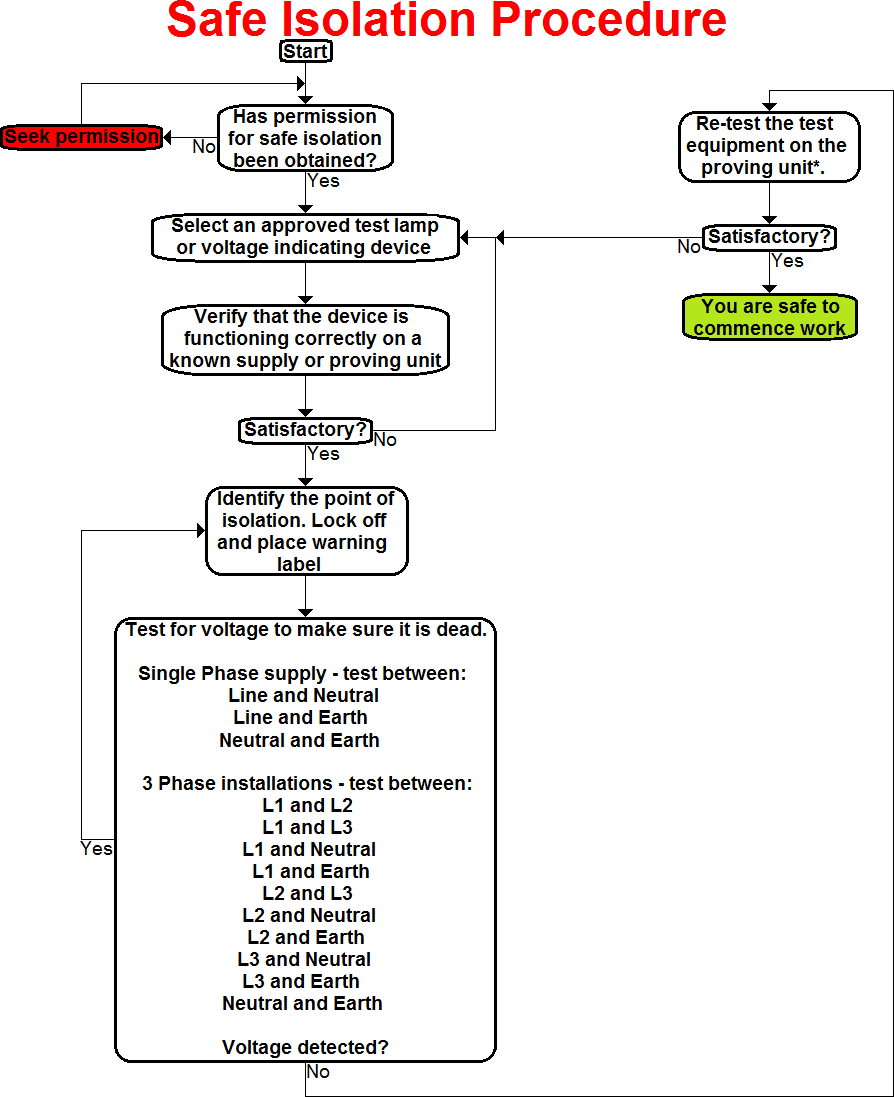 Safe Isolation Procedure
Start
Has permission
for safe isolation
been obtained?
No
Seek permission
Yes
Select an approved test lamp
or voltage indicating device
Verify that the device is
functioning correctly on a
known supply or proving unit
Satisfactory?
No
Yes
Identify the point of
isolation. Lock off
and place warning
label
Test for voltage to make sure it is dead.
Single Phase supply - test between:
Line and Neutral
Line and Earth
Neutral and Earth
3 Phase installations - test between:
L1 and L2
L1 and L3
L1 and Neutral
L1 and Earth
L2 and L3
L2 and Neutral
L2 and Earth
L3 and Neutral
L3 and Earth
Neutral and Earth
Voltage detected?
Yes
No
Re-test the test
equipment on the
proving unit*.
Satisfactory?
No
Yes
You are safe to
commence work